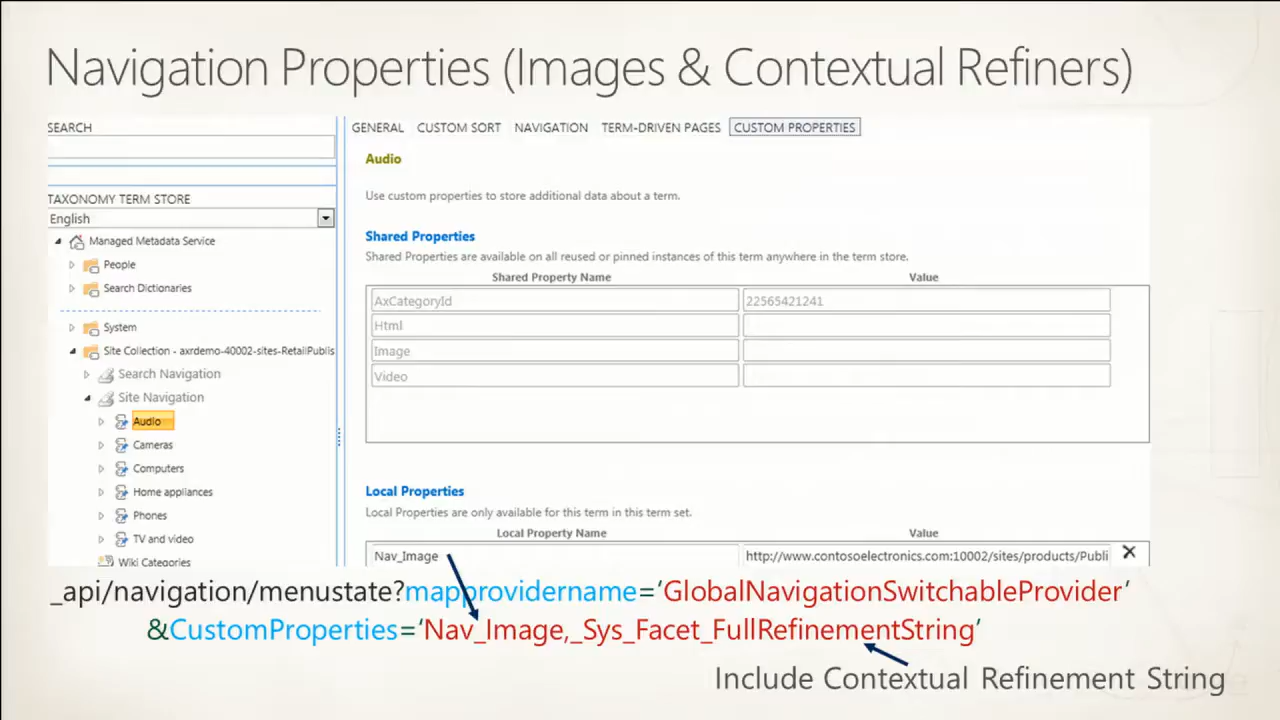 Navigation Properties (Images & Contextual Refiners)
SEARCH
TAXONOMY TERM STORE
English
Managed Metadata Service
People
Search Dictionaries
System
Site Collection - axrdemo-40002-sites-RetailPublis
Search Navigation
Site Navigation
Audio
Cameras
Computers
Home appliances
Phones
TV and video
Wiki Categories
GENERAL CUSTOM SORT NAVIGATION TERM-DRIVEN PAGES CUSTOM PROPERTIES
Audio
Use custom properties to store additional data about a term.
Shared Properties
Shared Properties are available on all reused or pinned instances of this term anywhere in the term store.
Shared Property Name Value
AxCategoryId 22565421241
Html
Image
Video
Local Properties
Local Properties are only available for this term in this term set.
Local Property Name Value
Nav_Image http://www.contosoelectronics.com:10002/sites/products/Publi
_api/navigation/menustate?mapprovidername=‘GlobalNavigationSwitchableProvider’
&CustomProperties=‘Nav_Image,_Sys_Facet_FullRefinementString’
Include Contextual Refinement String